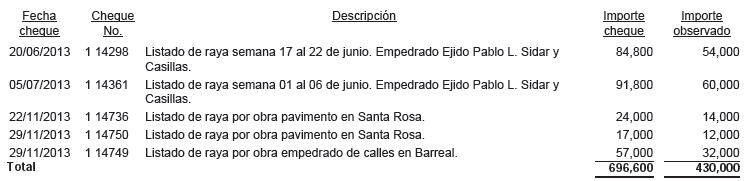 Fecha cheque Cheque No. Descripción Importe cheque Importe observado
20/06/2013 1 14298 Listado de raya semana 17 al 22 de junio. Empedrado Ejido Pablo L. Sidar y Casillas. 84,800 54,000
05/07/2013 1 14361 Listado de raya semana 01 al 06 de junio. Empedrado Ejido Pablo L. Sidar y Casillas. 91,800 60,000
22/11/2013 1 14736 Listado de raya por obra pavimento en Santa Rosa. 24,000 14,000
29/11/2013 1 14750 Listado de raya por obra pavimento en Santa Rosa. 17,000 12,000
29/11/2013 1 14749 Listado de raya por obra empedrado de calles en Barreal. 57,000 32,000
Total 696,600 430,000